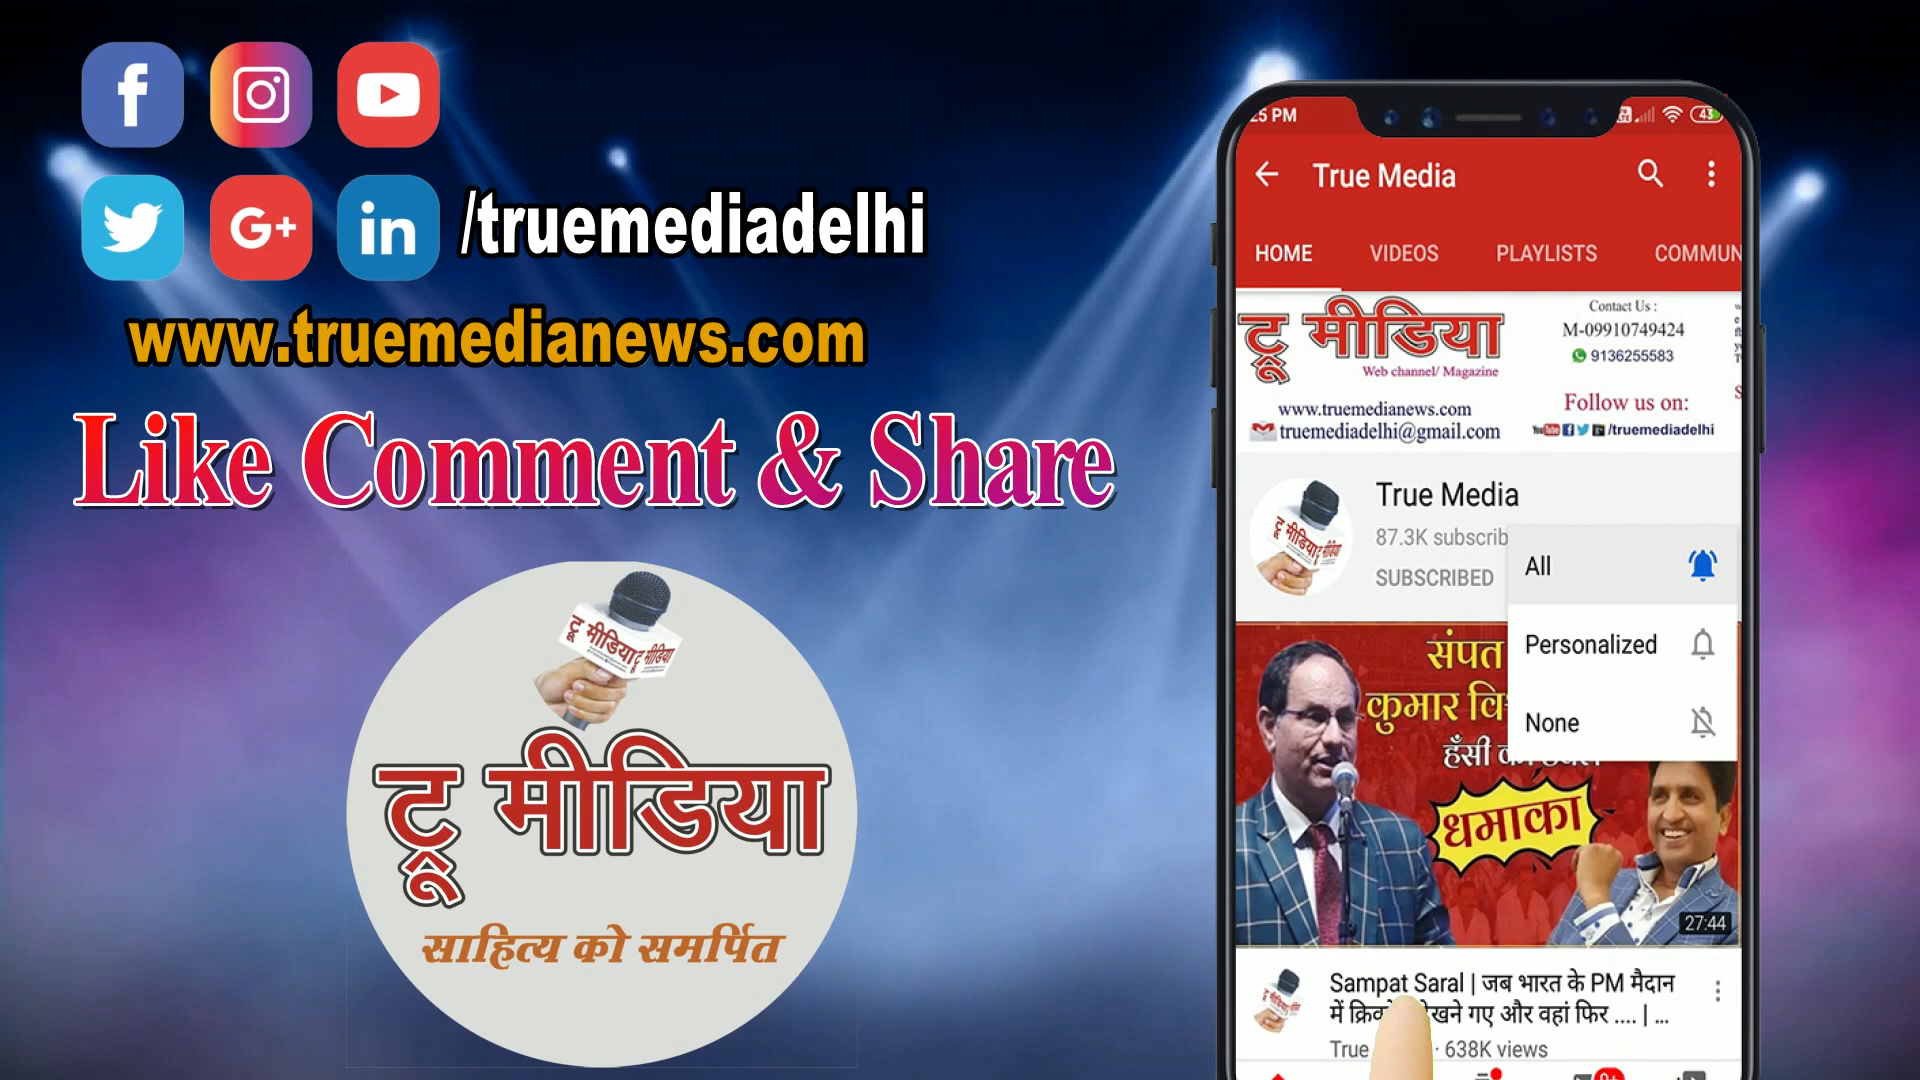 /truemediadelhi
www.truemedianews.com
Like Comment & Share
टू मीडिया
टू मीडिया
टू मीडिया
साहित्य को समर्पित
25 PM
43
True Media
HOME VIDEOS PLAYLISTS COMMUN
टू मीडिया
Web channel/ Magazine
www.truemedianews.com
truemediadelhi@gmail.com
Contact Us :
M-09910749424
9136255583
Follow us on:
YouTube /truemediadelhi
True Media
87.3K subscrib
SUBSCRIBED
All
Personalized
None
संपत
कुमार वि
हँसी
धमाका
27:44
Sampat Saral | जब भारत के PM मैदान
में देखने गए और वहां फिर .... | ...
True · 638K views